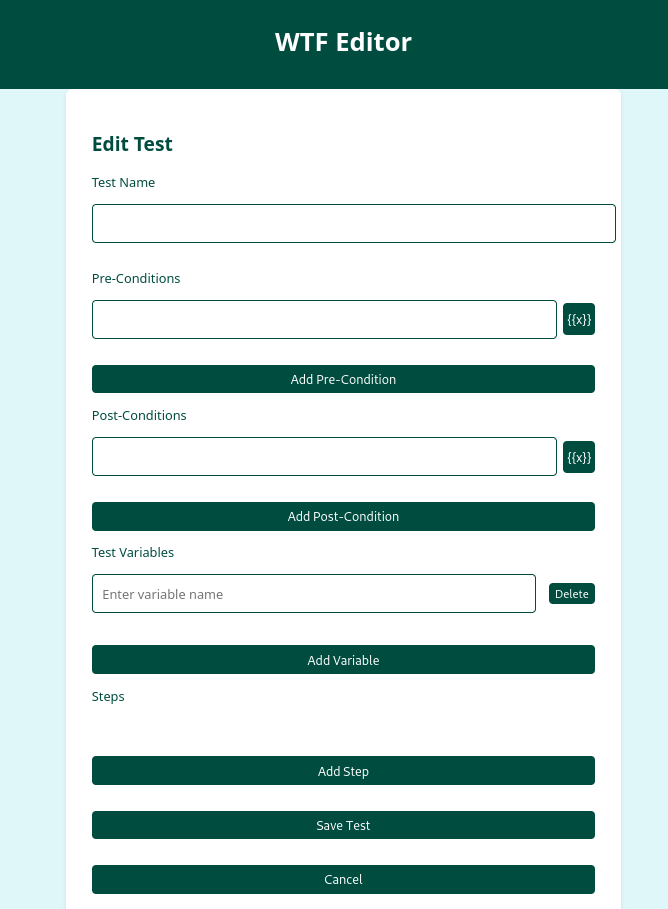 WTF Editor
Edit Test
Test Name
Pre-Conditions
{{x}}
Add Pre-Condition
Post-Conditions
{{x}}
Add Post-Condition
Test Variables
Enter variable name
Delete
Add Variable
Steps
Add Step
Save Test
Cancel